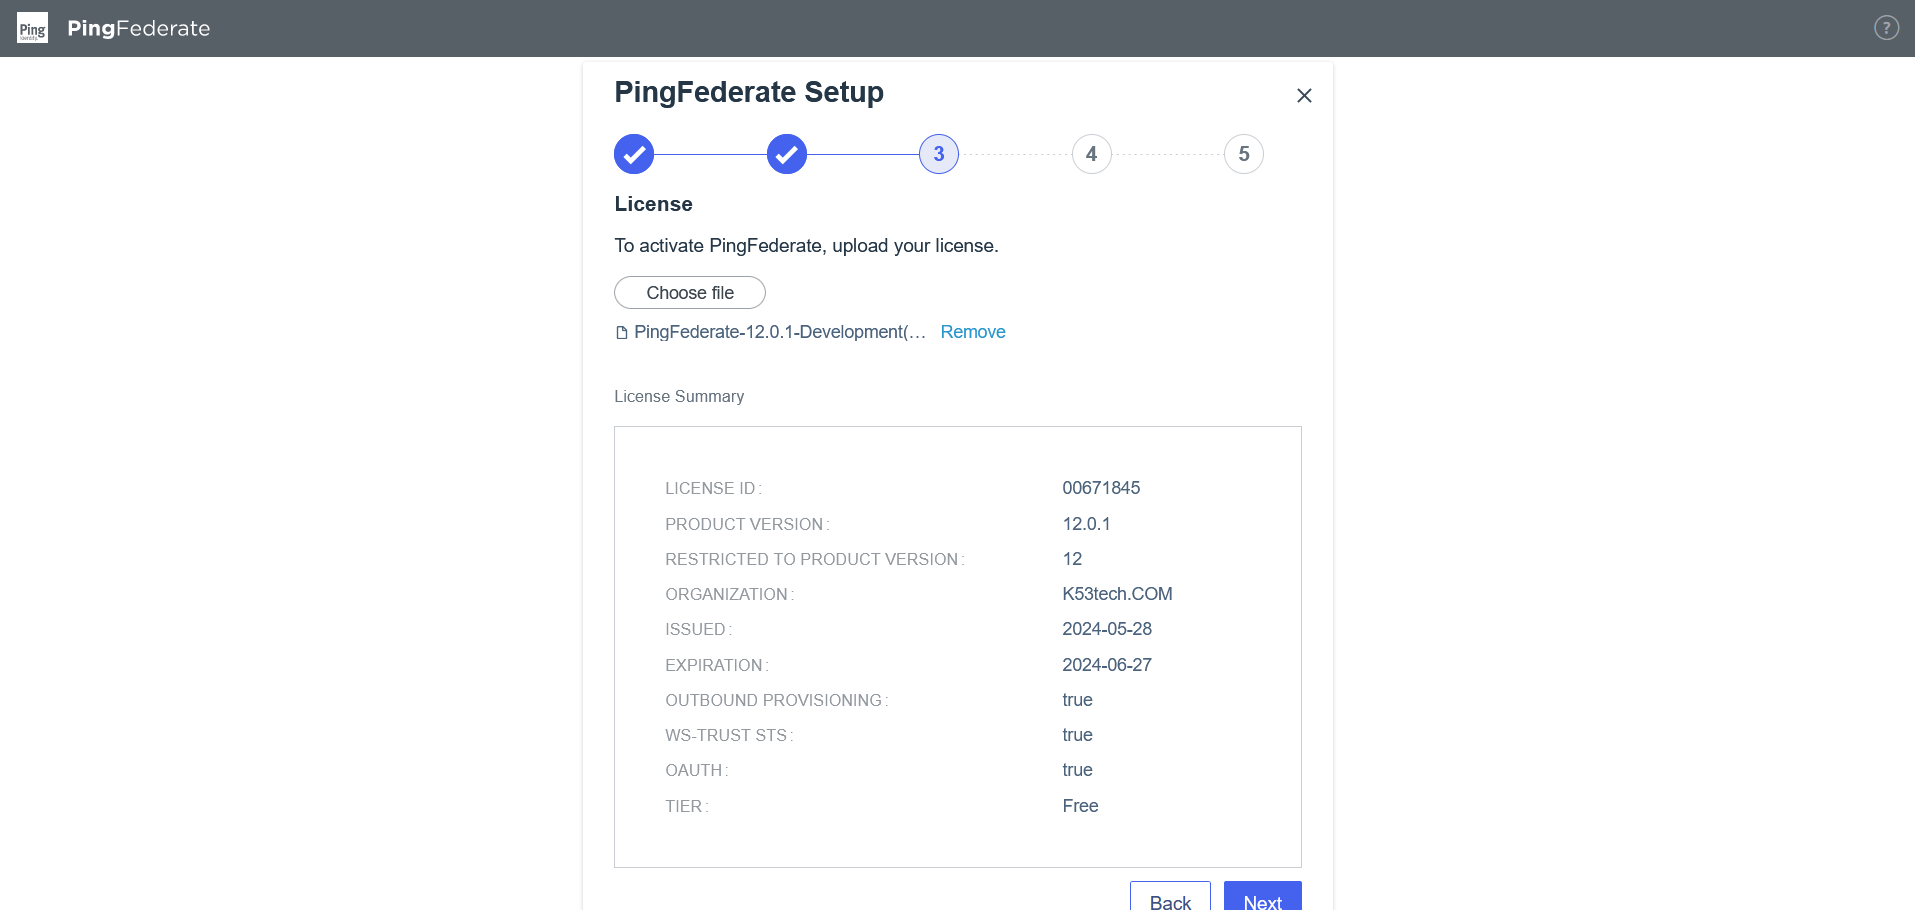 Ping
Identity
PingFederate
?
PingFederate Setup
3
4
5
License
To activate PingFederate, upload your license.
Choose file
PingFederate-12.0.1-Development(… Remove
License Summary
LICENSE ID : 00671845
PRODUCT VERSION : 12.0.1
RESTRICTED TO PRODUCT VERSION : 12
ORGANIZATION : K53tech.COM
ISSUED : 2024-05-28
EXPIRATION : 2024-06-27
OUTBOUND PROVISIONING : true
WS-TRUST STS : true
OAUTH : true
TIER : Free
Back Next